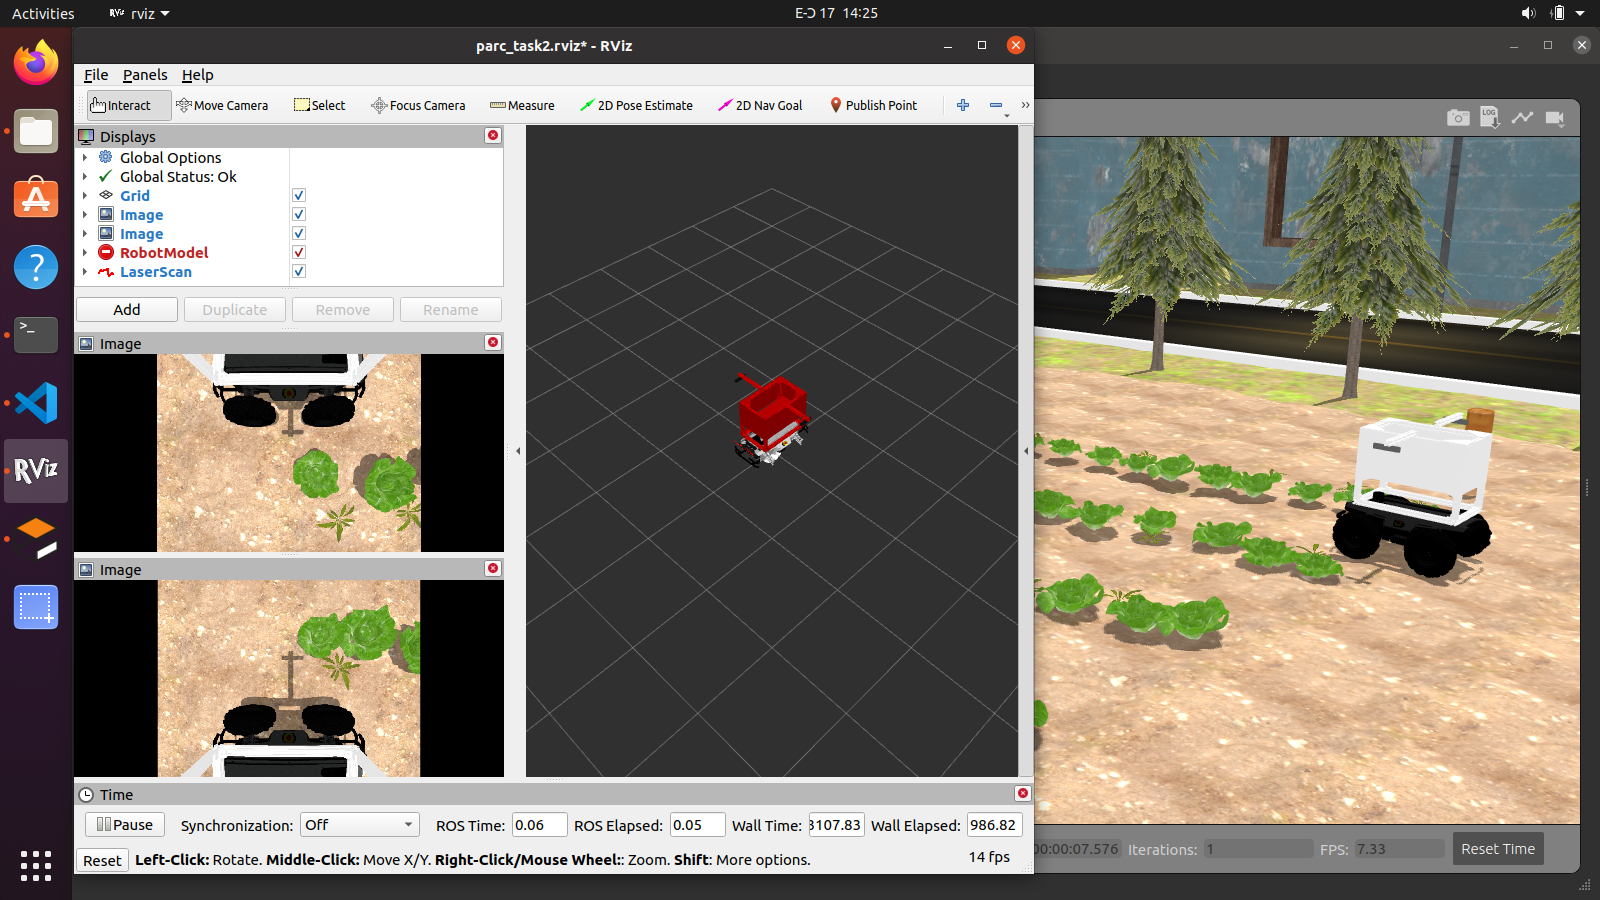 Activities
RViz rviz
E-Ɔ 17 14:25
parc_task2.rviz* - RViz
File Panels Help
Interact Move Camera Select Focus Camera Measure 2D Pose Estimate 2D Nav Goal Publish Point »
LOG
Displays
Global Options
Global Status: Ok
Grid
Image
Image
RobotModel
LaserScan
Add Duplicate Remove Rename
Image
RViz
Image
Time
Pause Synchronization: Off ROS Time: 0.06 ROS Elapsed: 0.05 Wall Time: 3107.83 Wall Elapsed: 986.82
Reset Left-Click: Rotate. Middle-Click: Move X/Y. Right-Click/Mouse Wheel:: Zoom. Shift: More options. 14 fps
00:00:07.576 Iterations: 1 FPS: 7.33 Reset Time